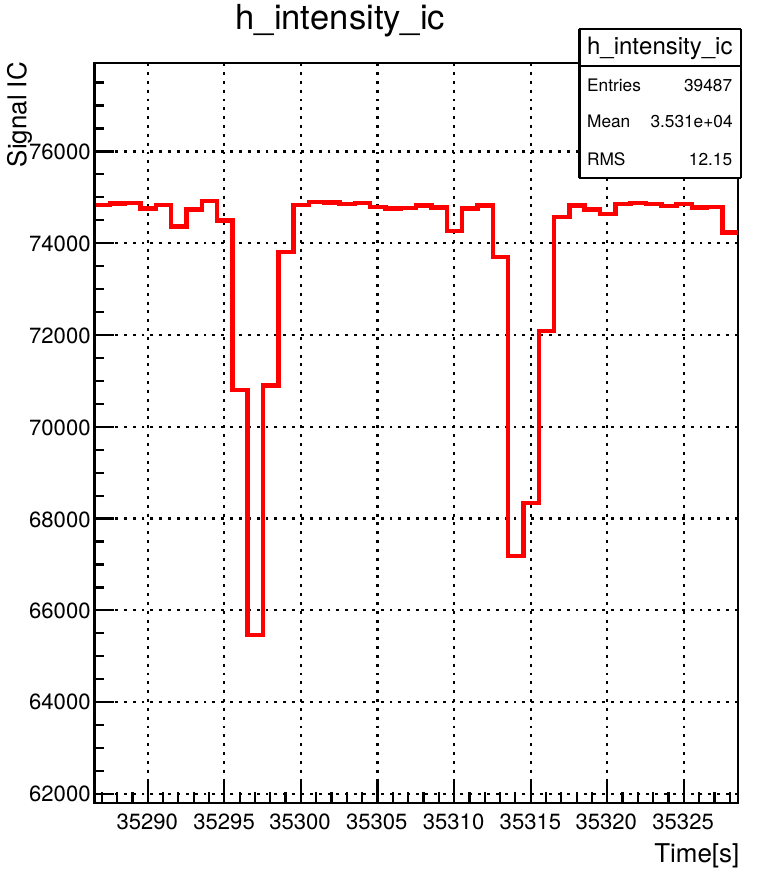 h_intensity_ic
h_intensity_ic
Entries 39487
Mean 3.531e+04
RMS 12.15
Signal IC
76000
74000
72000
70000
68000
66000
64000
62000
35290 35295 35300 35305 35310 35315 35320 35325
Time[s]